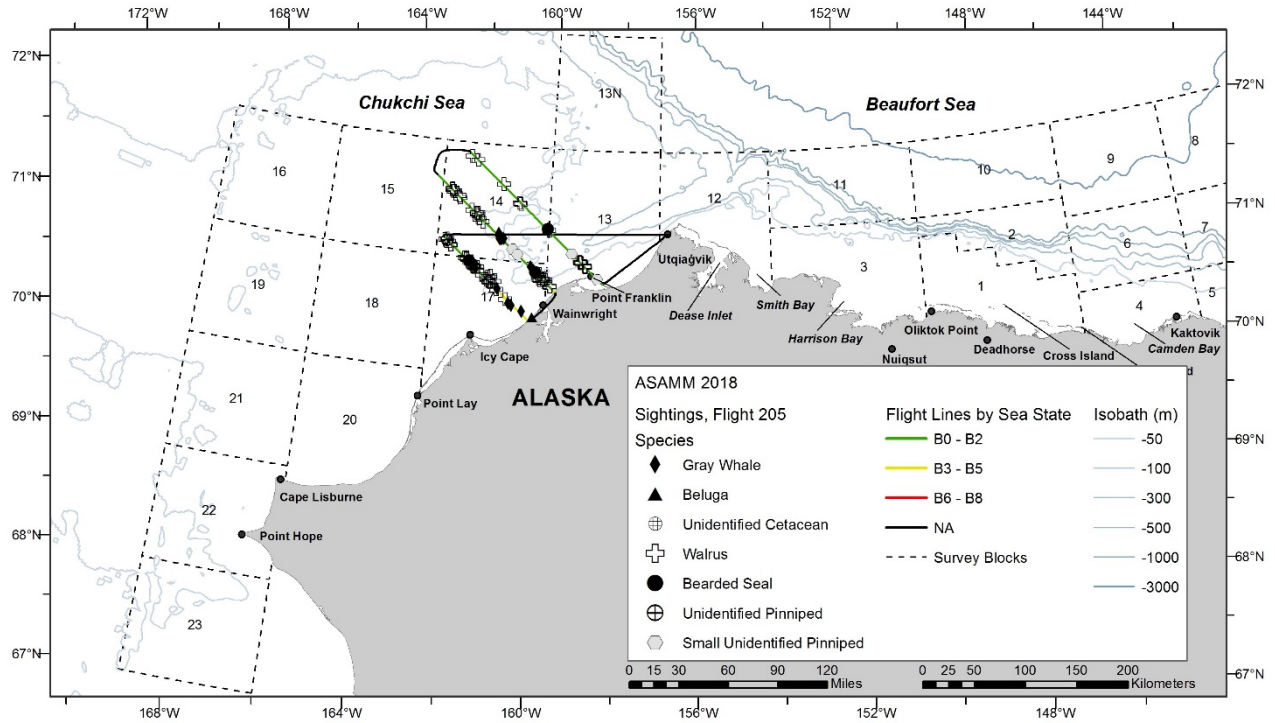 172°W 168°W 164°W 160°W 156°W 152°W 148°W 144°W
72°N
72°N
71°N
71°N
70°N
70°N
69°N
69°N
68°N
68°N
67°N
67°N
168°W 164°W 160°W 156°W 152°W 148°W
Chukchi Sea
Beaufort Sea
13N
16
15
14
13
12
11
10
9
8
7
6
5
4
3
2
1
19
18
17
21
20
22
23
Utqiaġvik
Point Franklin
Wainwright
Icy Cape
Point Lay
Cape Lisburne
Point Hope
Dease Inlet
Smith Bay
Harrison Bay
Oliktok Point
Nuiqsut
Deadhorse
Cross Island
Camden Bay
Kaktovik
d
ALASKA
ASAMM 2018
Sightings, Flight 205
Species
Gray Whale
Beluga
Unidentified Cetacean
Walrus
Bearded Seal
Unidentified Pinniped
Small Unidentified Pinniped
Flight Lines by Sea State
B0 - B2
B3 - B5
B6 - B8
NA
Survey Blocks
Isobath (m)
-50
-100
-300
-500
-1000
-3000
0 15 30 60 90 120
Miles
0 25 50 100 150 200
Kilometers